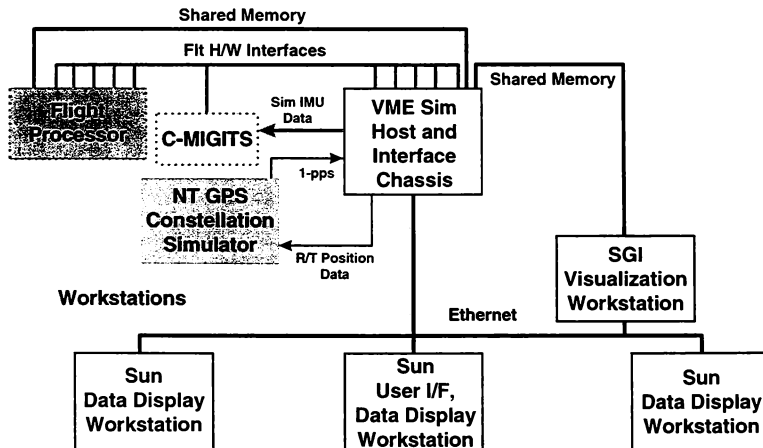 Shared Memory
Flt H/W Interfaces
Shared Memory
Flight
Processor
C-MIGITS
Sim IMU
Data
VME Sim
Host and
Interface
Chassis
1-pps
NT GPS
Constellation
Simulator
R/T Position
Data
SGI
Visualization
Workstation
Workstations
Ethernet
Sun
Data Display
Workstation
Sun
User I/F,
Data Display
Workstation
Sun
Data Display
Workstation